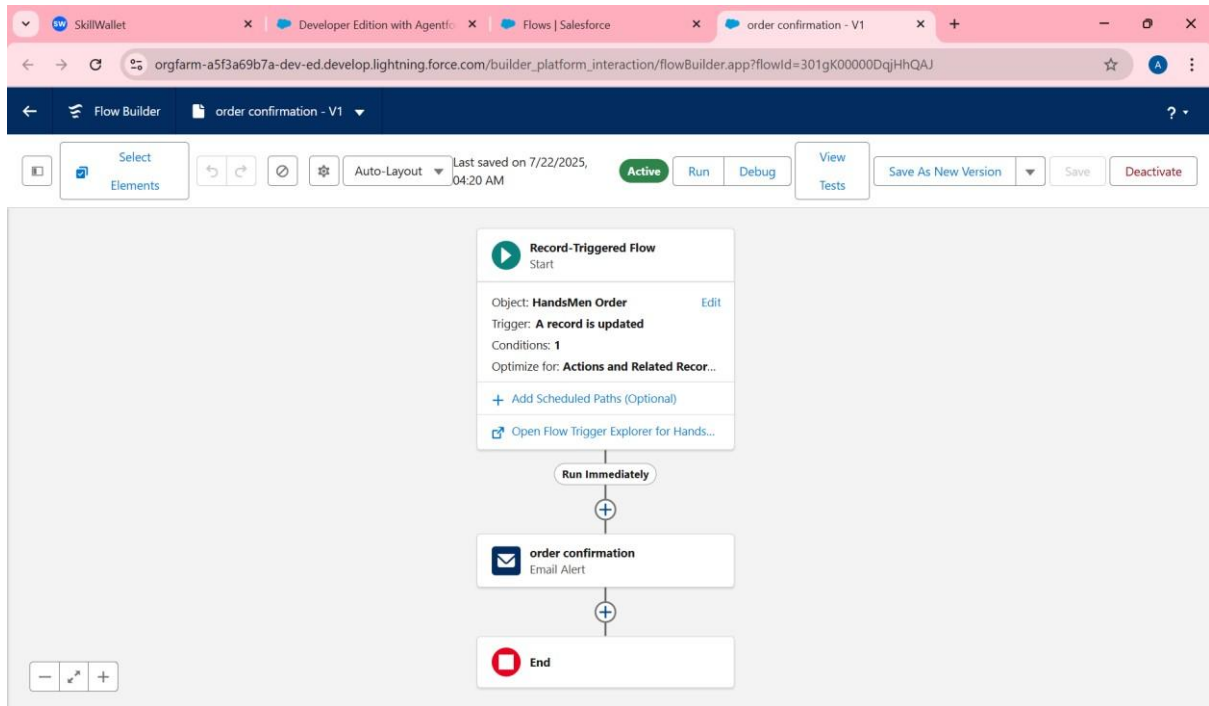 SkillWallet
Developer Edition with Agentfo
Flows | Salesforce
order confirmation - V1
orgfarm-a5f3a69b7a-dev-ed.develop.lightning.force.com/builder_platform_interaction/flowBuilder.app?flowId=301gK00000DqjHhQAJ
A
Flow Builder
order confirmation - V1
?
Select
Elements
Auto-Layout
Last saved on 7/22/2025,
04:20 AM
Active
Run
Debug
View
Tests
Save As New Version
Save
Deactivate
Record-Triggered Flow
Start
Object: HandsMen Order
Edit
Trigger: A record is updated
Conditions: 1
Optimize for: Actions and Related Recor...
+ Add Scheduled Paths (Optional)
Open Flow Trigger Explorer for Hands...
Run Immediately
order confirmation
Email Alert
End